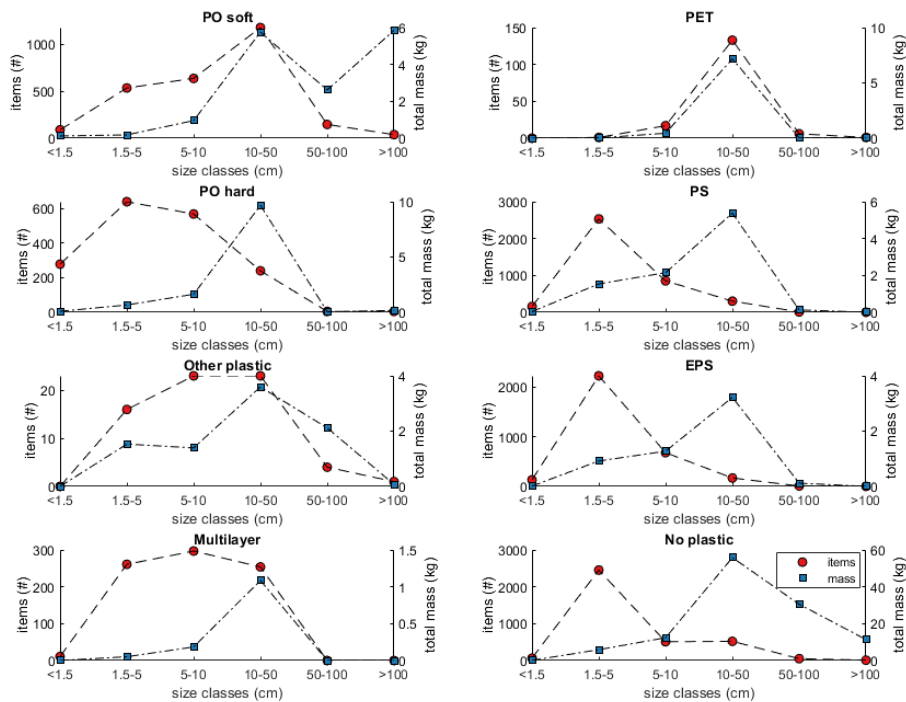 PO soft
items (#)
1000
500
0
6
4
2
0
total mass (kg)
<1.5 1.5-5 5-10 10-50 50-100 >100
size classes (cm)
PET
items (#)
150
100
50
0
10
5
0
total mass (kg)
<1.5 1.5-5 5-10 10-50 50-100 >100
size classes (cm)
PO hard
items (#)
600
400
200
0
10
5
0
total mass (kg)
<1.5 1.5-5 5-10 10-50 50-100 >100
size classes (cm)
PS
items (#)
3000
2000
1000
0
6
4
2
0
total mass (kg)
<1.5 1.5-5 5-10 10-50 50-100 >100
size classes (cm)
Other plastic
items (#)
20
10
0
4
2
0
total mass (kg)
<1.5 1.5-5 5-10 10-50 50-100 >100
size classes (cm)
EPS
items (#)
2000
1000
0
4
2
0
total mass (kg)
<1.5 1.5-5 5-10 10-50 50-100 >100
size classes (cm)
Multilayer
items (#)
300
200
100
0
1.5
1
0.5
0
total mass (kg)
<1.5 1.5-5 5-10 10-50 50-100 >100
size classes (cm)
No plastic
items (#)
3000
2000
1000
0
60
40
20
0
total mass (kg)
items
mass
<1.5 1.5-5 5-10 10-50 50-100 >100
size classes (cm)